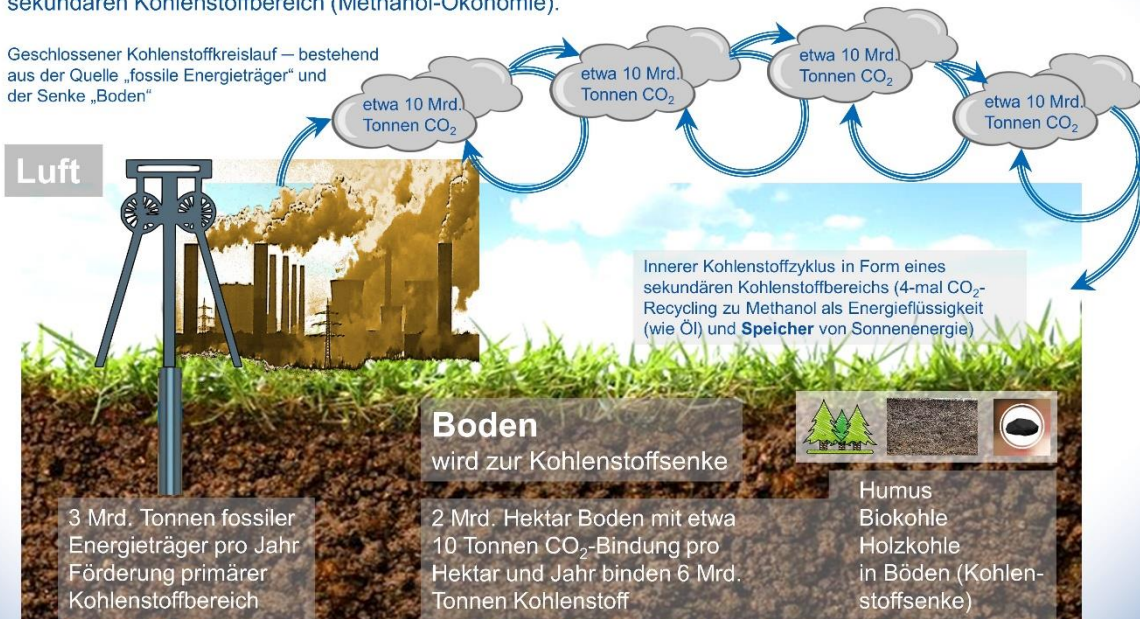 sekundären Kohlenstoffbereich (Methanol-Ökonomie).
Geschlossener Kohlenstoffkreislauf — bestehend
aus der Quelle „fossile Energieträger" und
der Senke „Boden"
etwa 10 Mrd.
Tonnen CO₂
etwa 10 Mrd.
Tonnen CO₂
etwa 10 Mrd.
Tonnen CO₂
etwa 10 Mrd.
Tonnen CO₂
Luft
Innerer Kohlenstoffzyklus in Form eines
sekundären Kohlenstoffbereichs (4-mal CO₂-
Recycling zu Methanol als Energieflüssigkeit
(wie Öl) und Speicher von Sonnenenergie)
Boden
wird zur Kohlenstoffsenke
3 Mrd. Tonnen fossiler
Energieträger pro Jahr
Förderung primärer
Kohlenstoffbereich
2 Mrd. Hektar Boden mit etwa
10 Tonnen CO₂-Bindung pro
Hektar und Jahr binden 6 Mrd.
Tonnen Kohlenstoff
Humus
Biokohle
Holzkohle
in Böden (Kohlen-
stoffsenke)